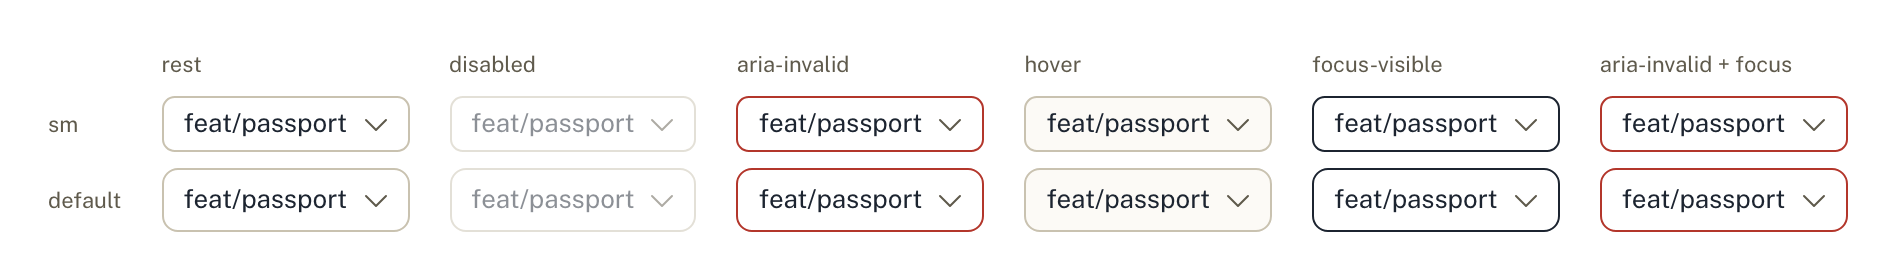 rest disabled aria-invalid hover focus-visible aria-invalid + focus
sm feat/passport feat/passport feat/passport feat/passport feat/passport feat/passport
default feat/passport feat/passport feat/passport feat/passport feat/passport feat/passport